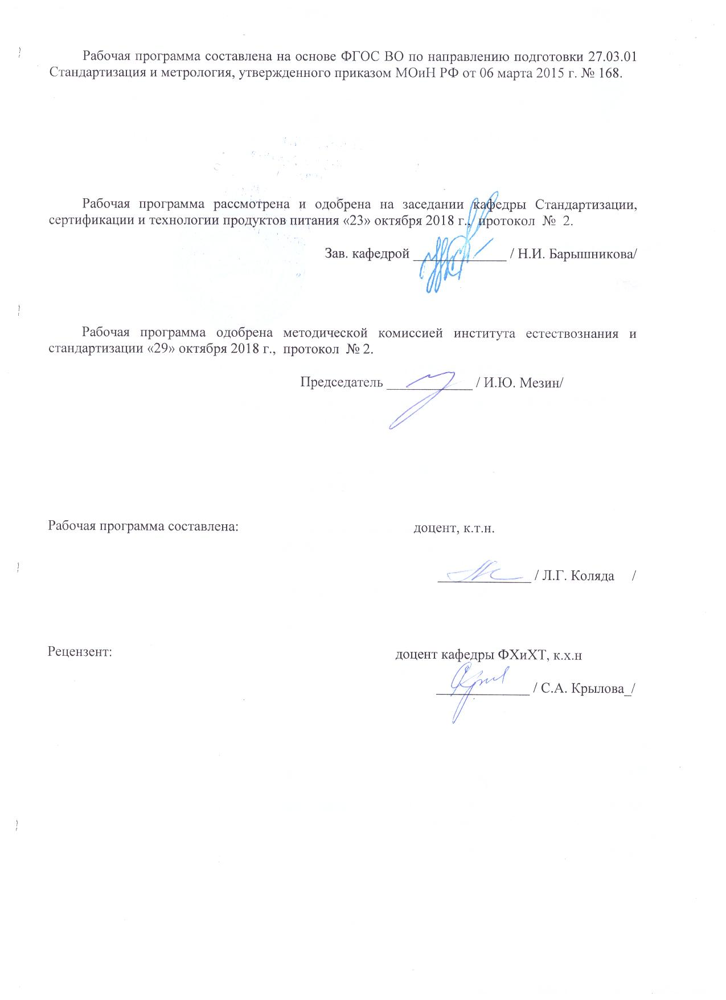 Рабочая программа составлена на основе ФГОС ВО по направлению подготовки 27.03.01
Стандартизация и метрология, утвержденного приказом МОиН РФ от 06 марта 2015 г. № 168.
Рабочая программа рассмотрена и одобрена на заседании кафедры Стандартизации,
сертификации и технологии продуктов питания «23» октября 2018 г., протокол № 2.
Зав. кафедрой _____________ / Н.И. Барышникова/
Рабочая программа одобрена методической комиссией института естествознания и
стандартизации «29» октября 2018 г., протокол № 2.
Председатель ____________ / И.Ю. Мезин/
Рабочая программа составлена: доцент, к.т.н.
_____________ / Л.Г. Коляда /
Рецензент: доцент кафедры ФХиХТ, к.х.н
_____________ / С.А. Крылова_/